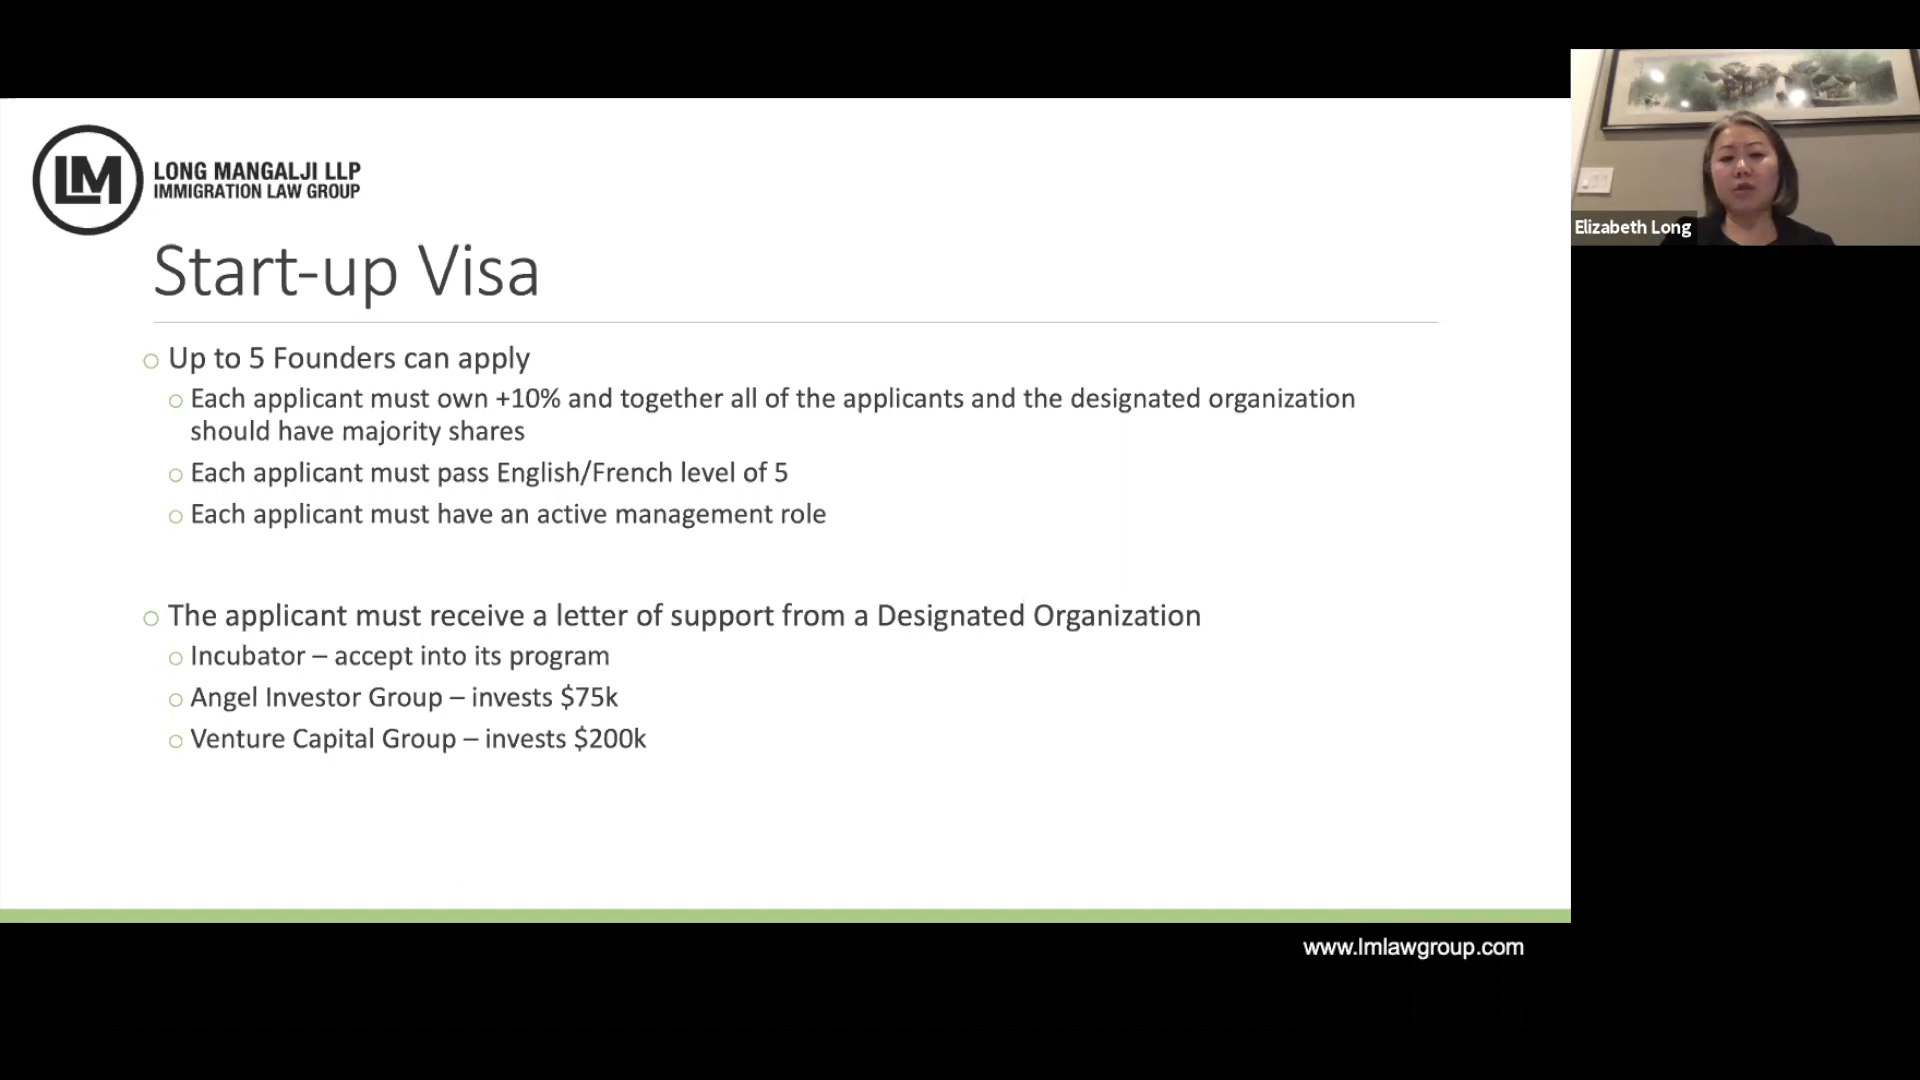 LM
LONG MANGALJI LLP
IMMIGRATION LAW GROUP
Start-up Visa
Up to 5 Founders can apply
Each applicant must own +10% and together all of the applicants and the designated organization
should have majority shares
Each applicant must pass English/French level of 5
Each applicant must have an active management role
The applicant must receive a letter of support from a Designated Organization
Incubator – accept into its program
Angel Investor Group – invests $75k
Venture Capital Group – invests $200k
Elizabeth Long
www.lmlawgroup.com